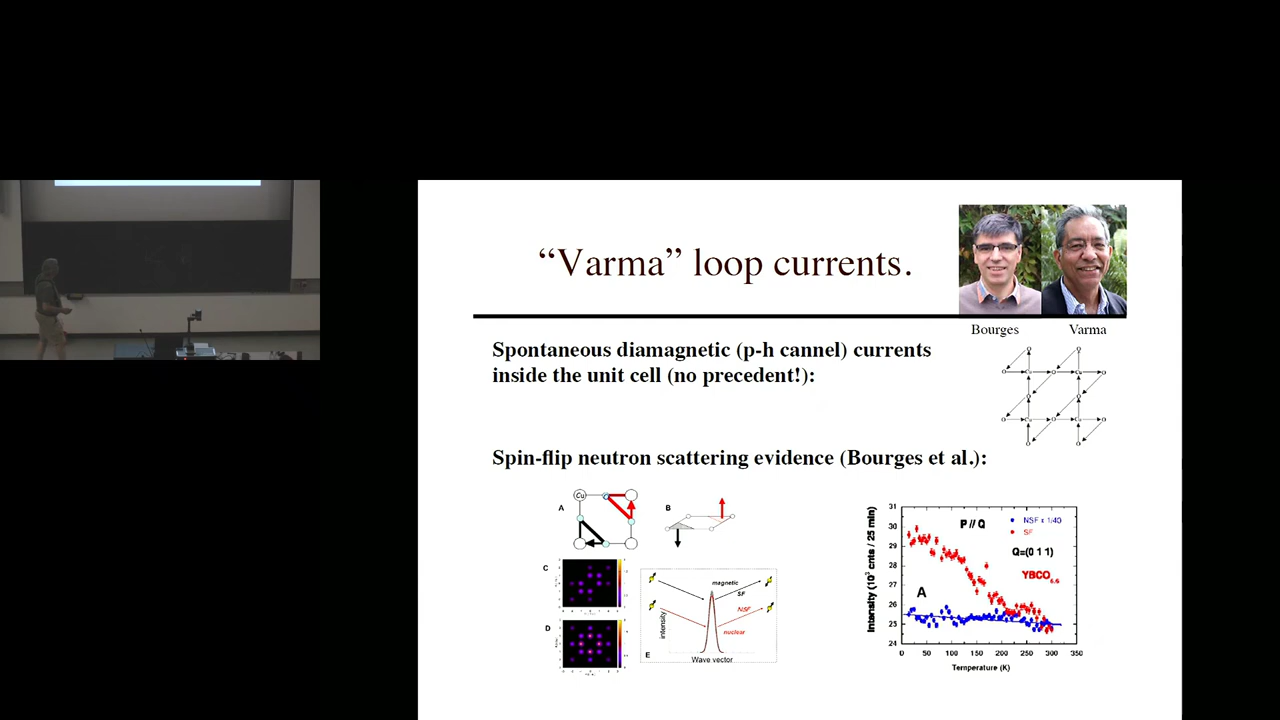 “Varma” loop currents.
Bourges
Varma
Spontaneous diamagnetic (p-h cannel) currents
inside the unit cell (no precedent!):
Spin-flip neutron scattering evidence (Bourges et al.):
A
Cu
B
C
D
E
magnetic
SF
NSF
nuclear
intensity
Wave vector
Intensity (10³ cnts / 25 min)
31
30
29
28
27
26
25
24
P // Q
NSF x 1/40
SF
Q=(0 1 1)
YBCO6.6
A
0 50 100 150 200 250 300 350
Temperature (K)